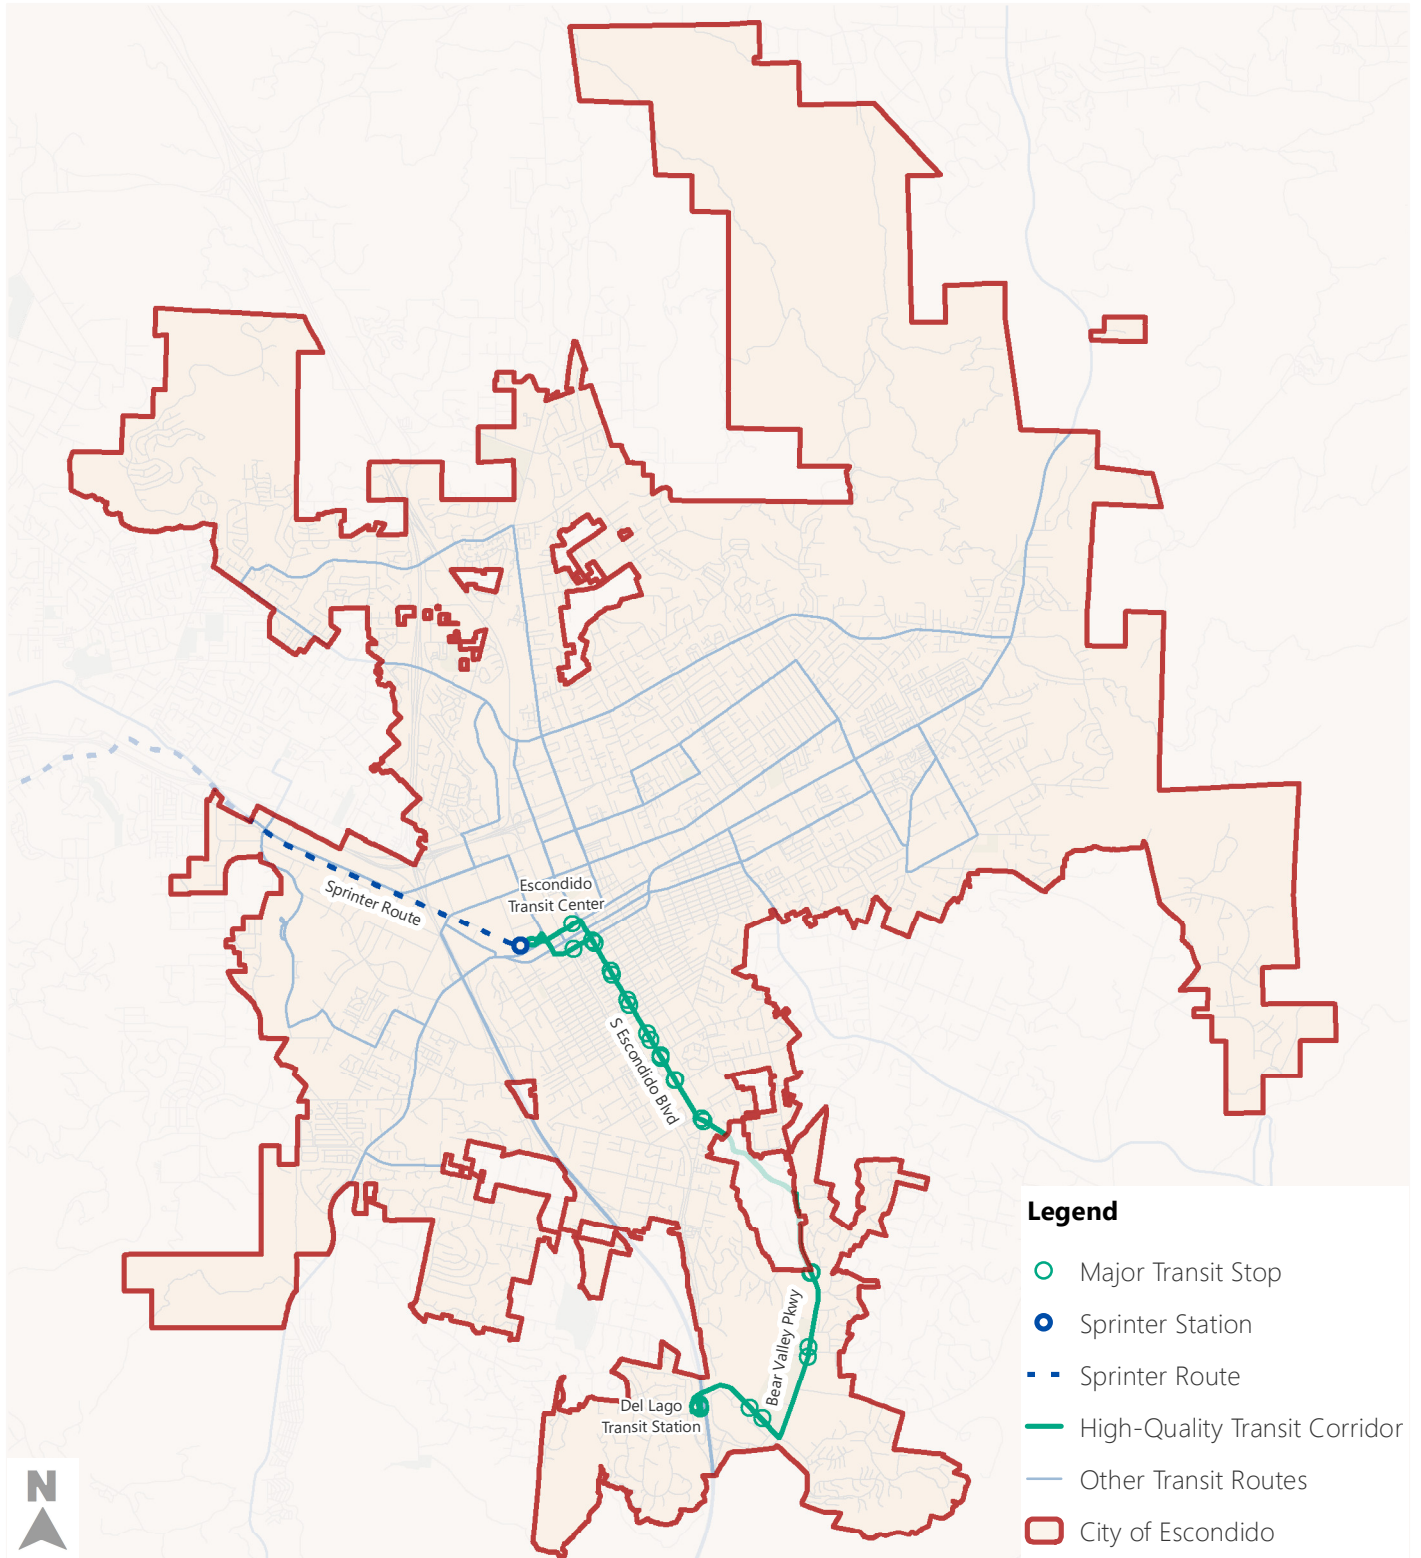 Escondido
Transit Center
Sprinter Route
S Escondido Blvd
Bear Valley Pkwy
Del Lago
Transit Station
Legend
Major Transit Stop
Sprinter Station
Sprinter Route
High-Quality Transit Corridor
Other Transit Routes
City of Escondido
N